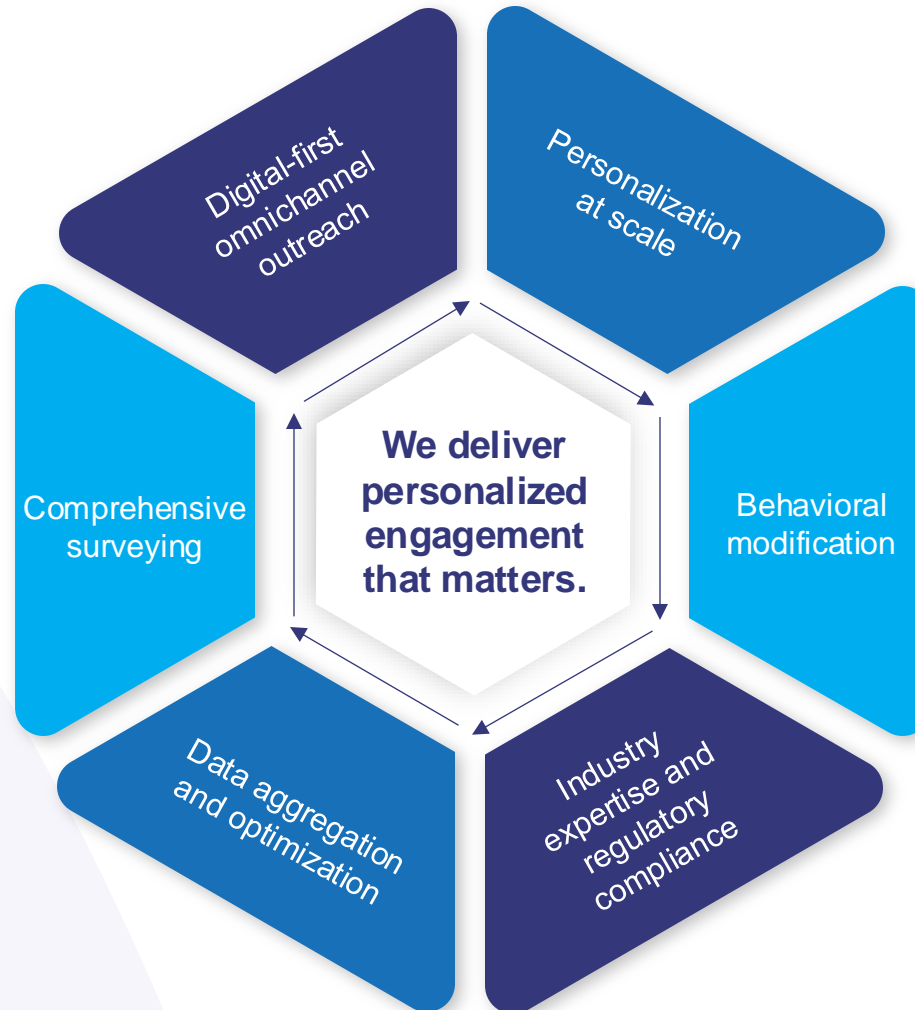 Digital-first
omnichannel
outreach
Personalization
at scale
Comprehensive
surveying
We deliver
personalized
engagement
that matters.
Behavioral
modification
Data aggregation
and optimization
Industry
expertise and
regulatory
compliance